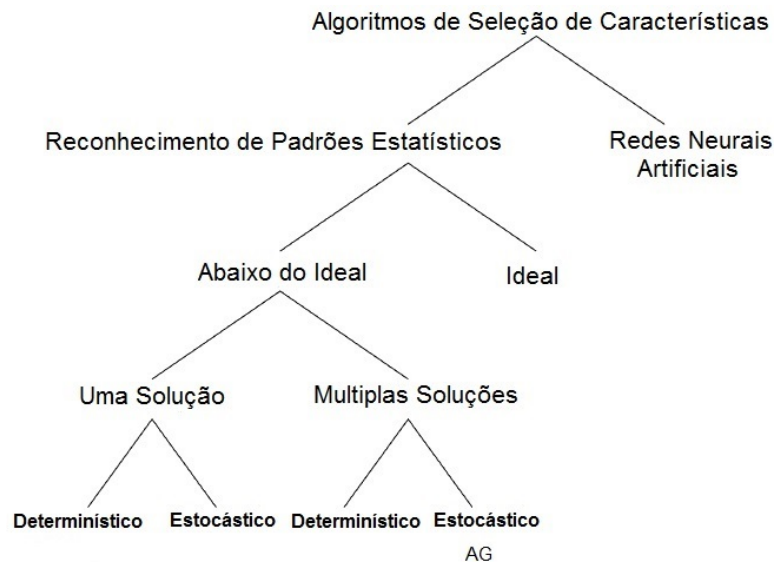 Algoritmos de Seleção de Características
Reconhecimento de Padrões Estatísticos
Redes Neurais
Artificiais
Abaixo do Ideal
Ideal
Uma Solução
Multiplas Soluções
Determinístico
Estocástico
Determinístico
Estocástico
AG